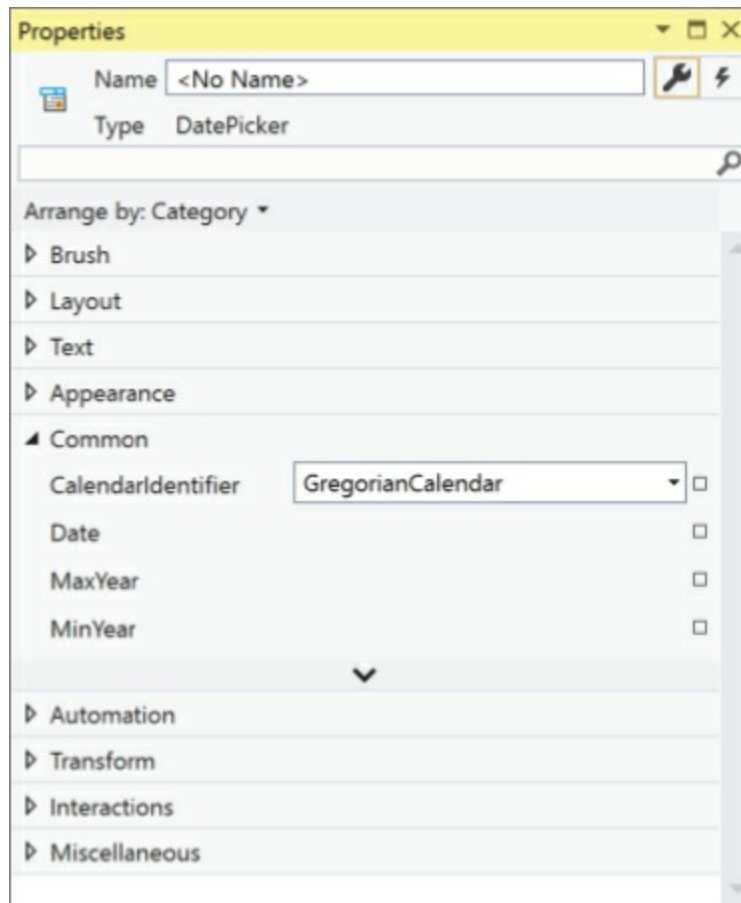 Properties
Name <No Name>
Type DatePicker
Arrange by: Category
Brush
Layout
Text
Appearance
Common
CalendarIdentifier GregorianCalendar
Date
MaxYear
MinYear
Automation
Transform
Interactions
Miscellaneous